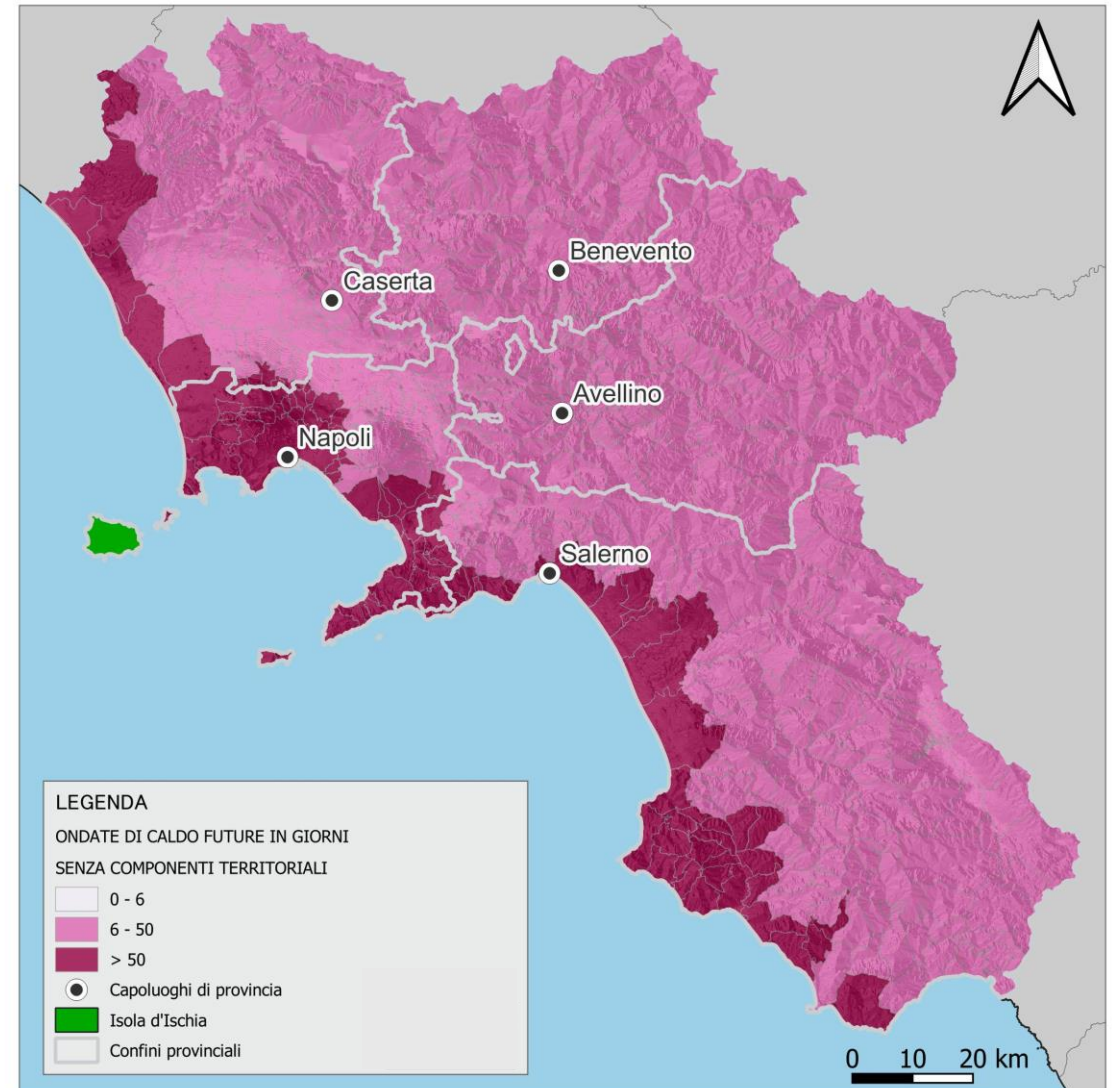 Benevento
Caserta
Avellino
Napoli
Salerno
LEGENDA
ONDATE DI CALDO FUTURE IN GIORNI
SENZA COMPONENTI TERRITORIALI
0 - 6
6 - 50
> 50
Capoluoghi di provincia
Isola d'Ischia
Confini provinciali
0 10 20 km